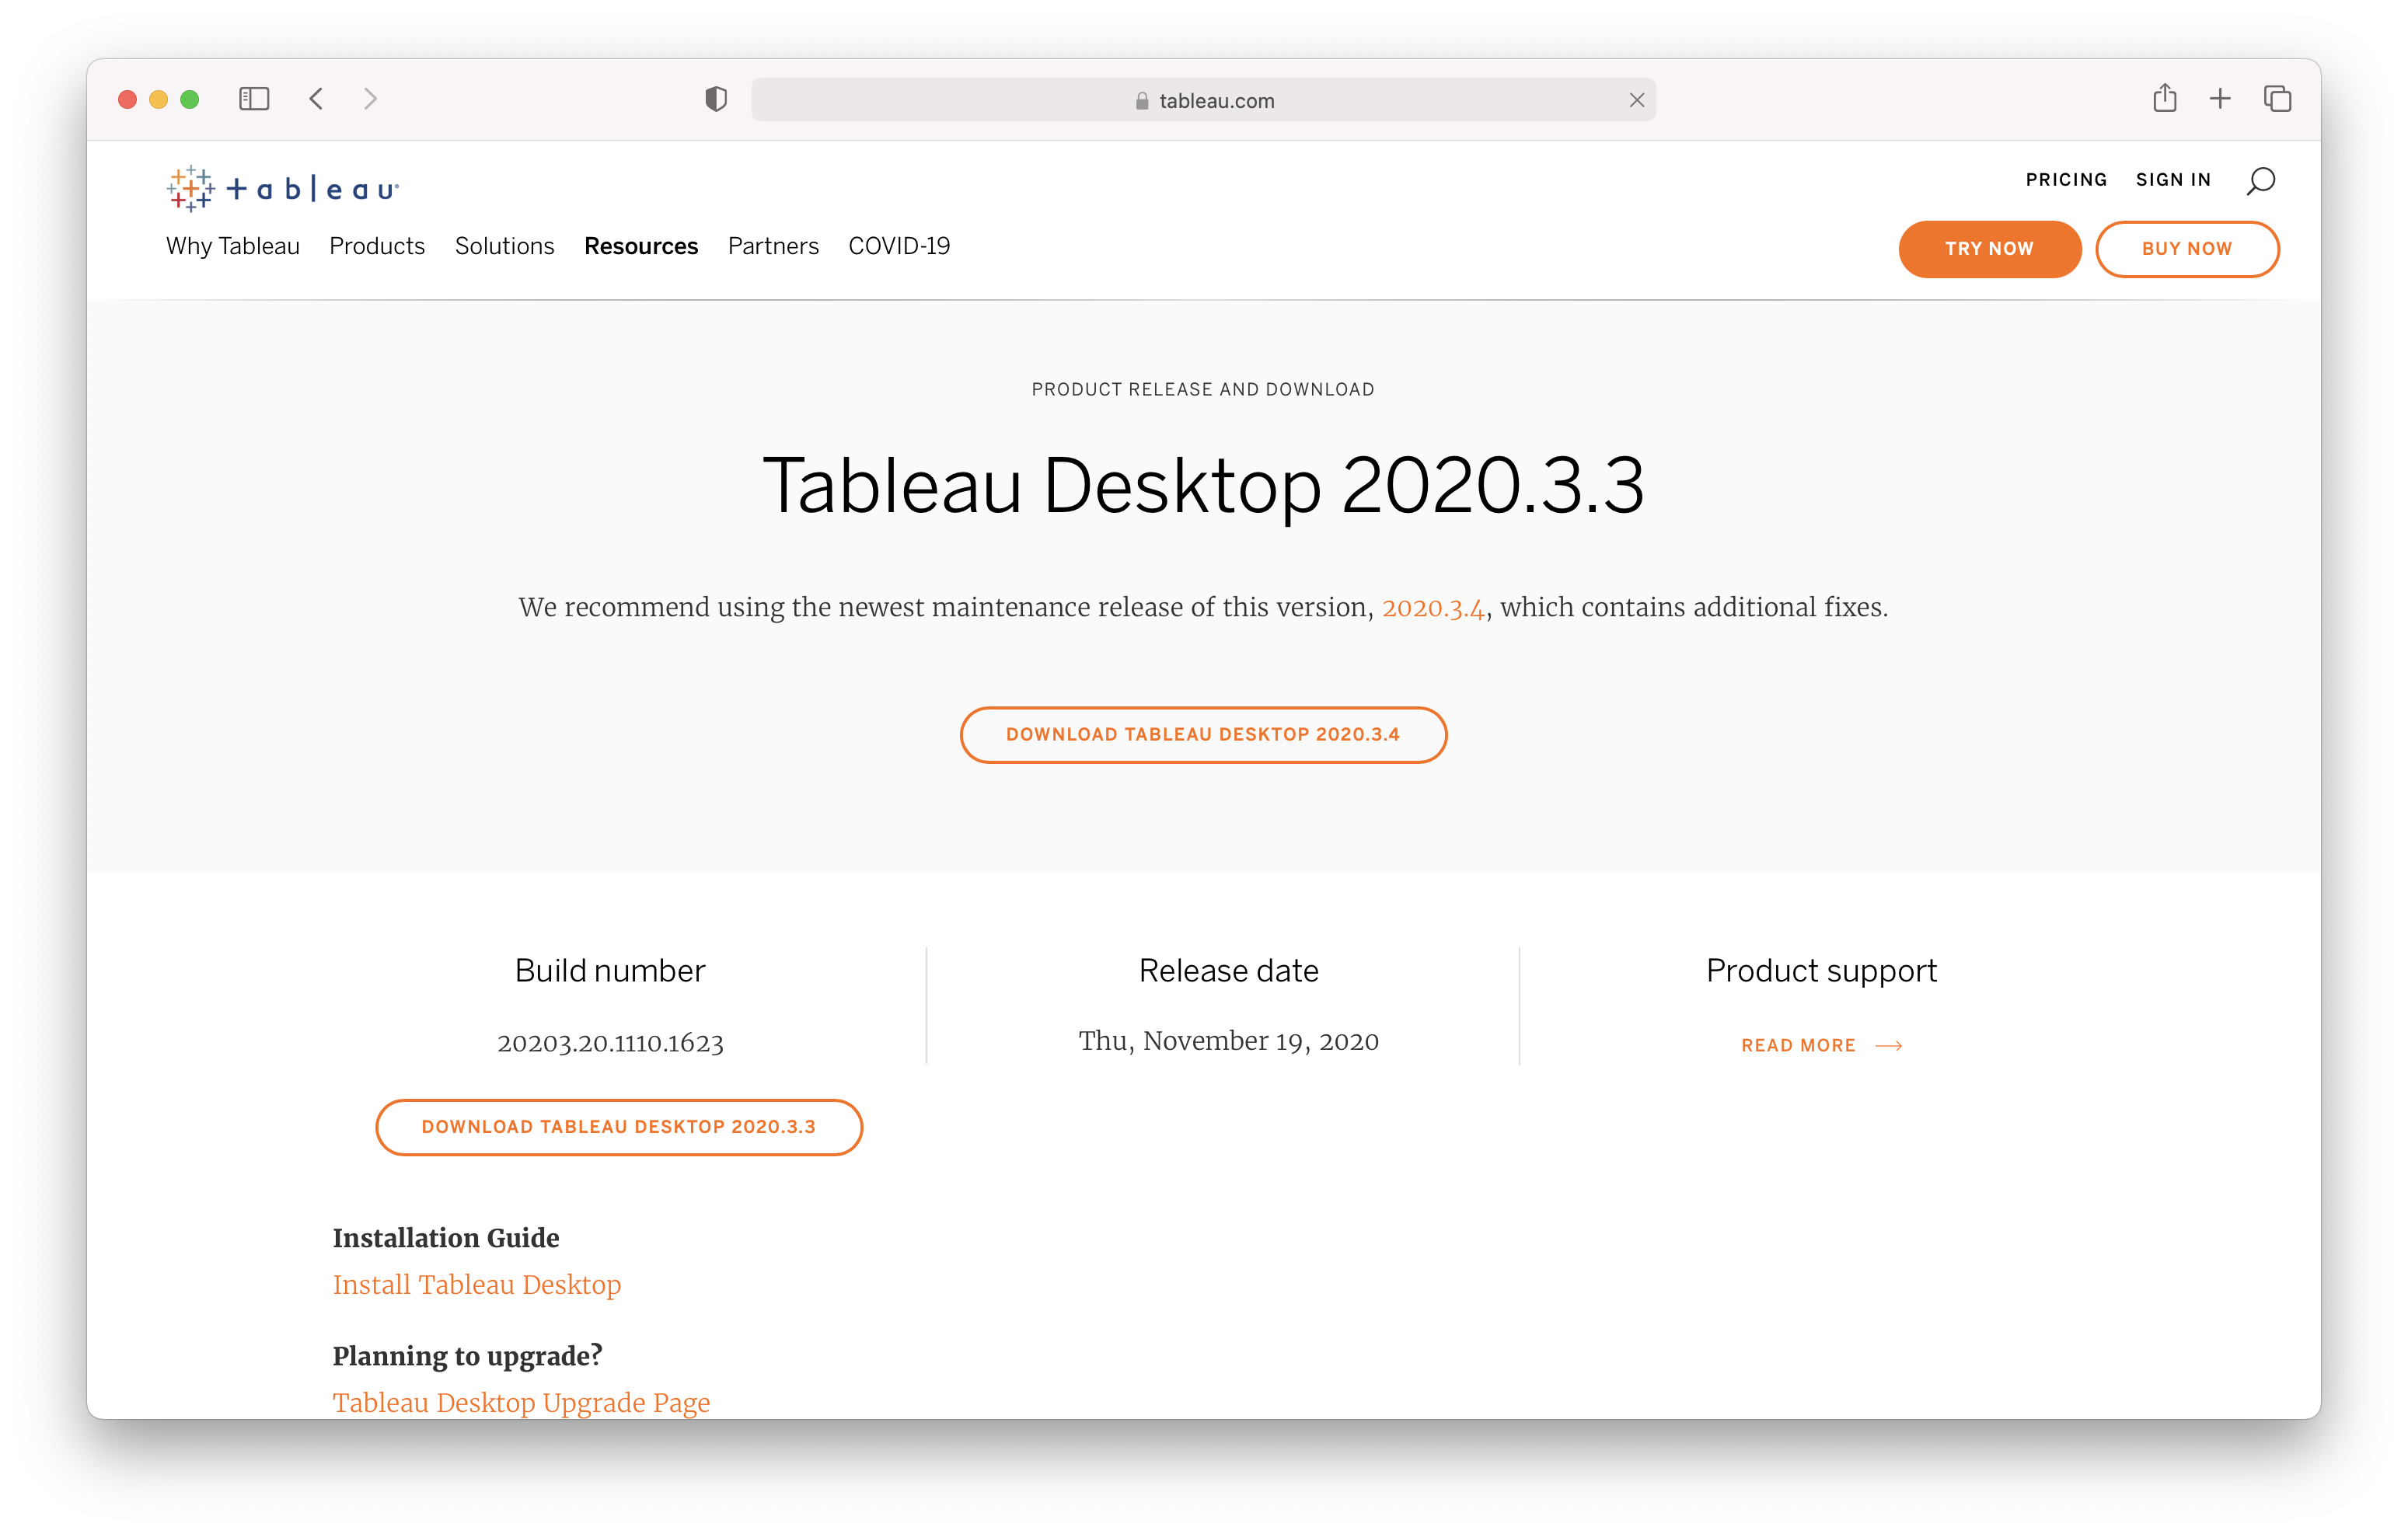 tableau.com
tableau
PRICING SIGN IN
Why Tableau Products Solutions Resources Partners COVID-19
TRY NOW BUY NOW
PRODUCT RELEASE AND DOWNLOAD
Tableau Desktop 2020.3.3
We recommend using the newest maintenance release of this version, 2020.3.4, which contains additional fixes.
DOWNLOAD TABLEAU DESKTOP 2020.3.4
Build number
20203.20.1110.1623
DOWNLOAD TABLEAU DESKTOP 2020.3.3
Release date
Thu, November 19, 2020
Product support
READ MORE
Installation Guide
Install Tableau Desktop
Planning to upgrade?
Tableau Desktop Upgrade Page